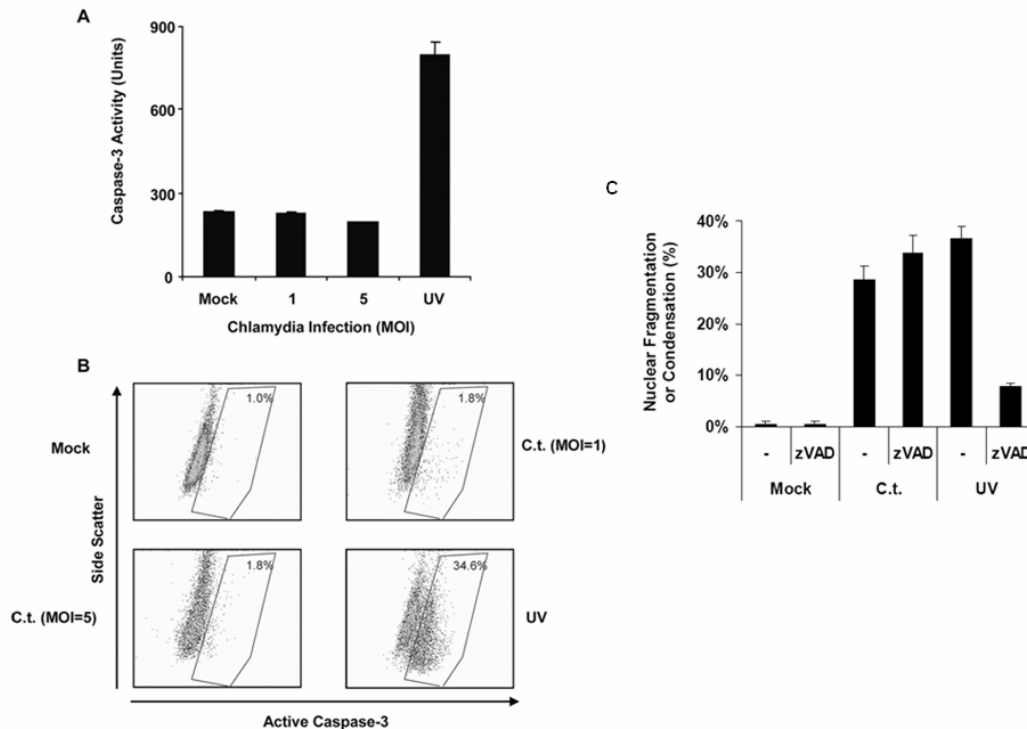 A
900
600
300
0
Caspase-3 Activity (Units)
Mock 1 5 UV
Chlamydia Infection (MOI)
B
Side Scatter
Mock
1.0%
1.8%
C.t. (MOI=1)
C.t. (MOI=5)
1.8%
34.6%
UV
Active Caspase-3
C
Nuclear Fragmentation
or Condensation (%)
40%
30%
20%
10%
0%
- zVAD - zVAD - zVAD
Mock C.t. UV